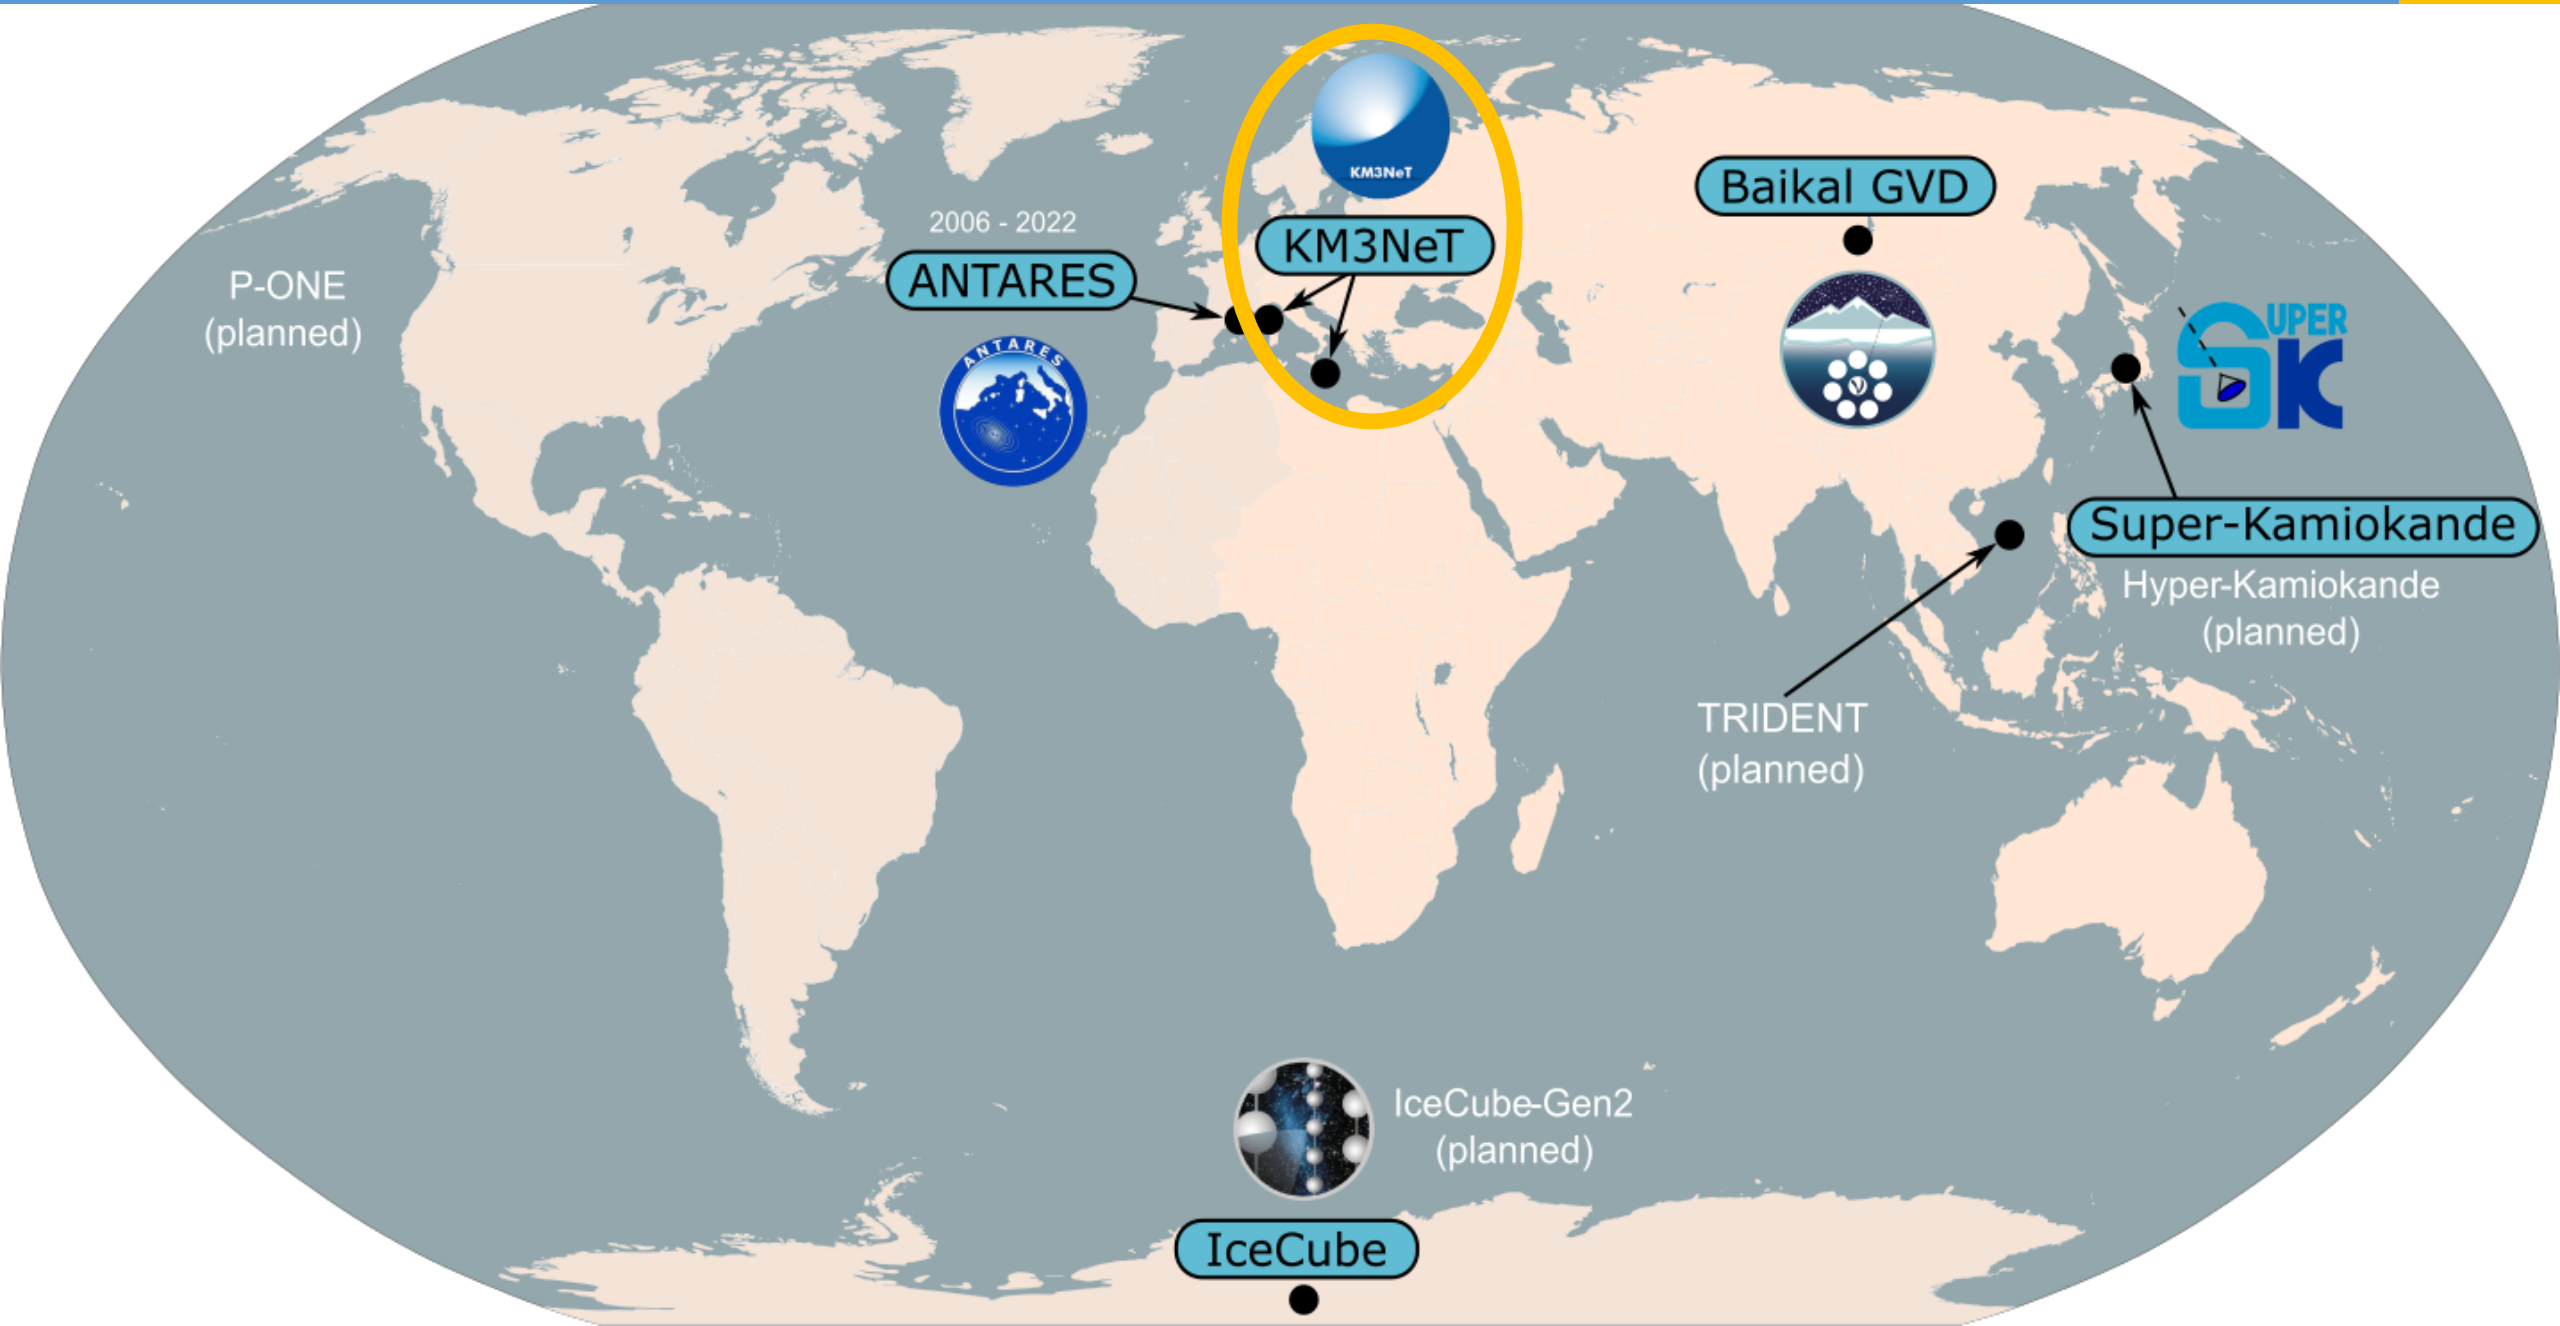 KM3NeT
Baikal GVD
2006 - 2022
KM3NeT
ANTARES
P-ONE
(planned)
SUPER
K
ANTARES
Super-Kamiokande
Hyper-Kamiokande
(planned)
TRIDENT
(planned)
IceCube-Gen2
(planned)
IceCube